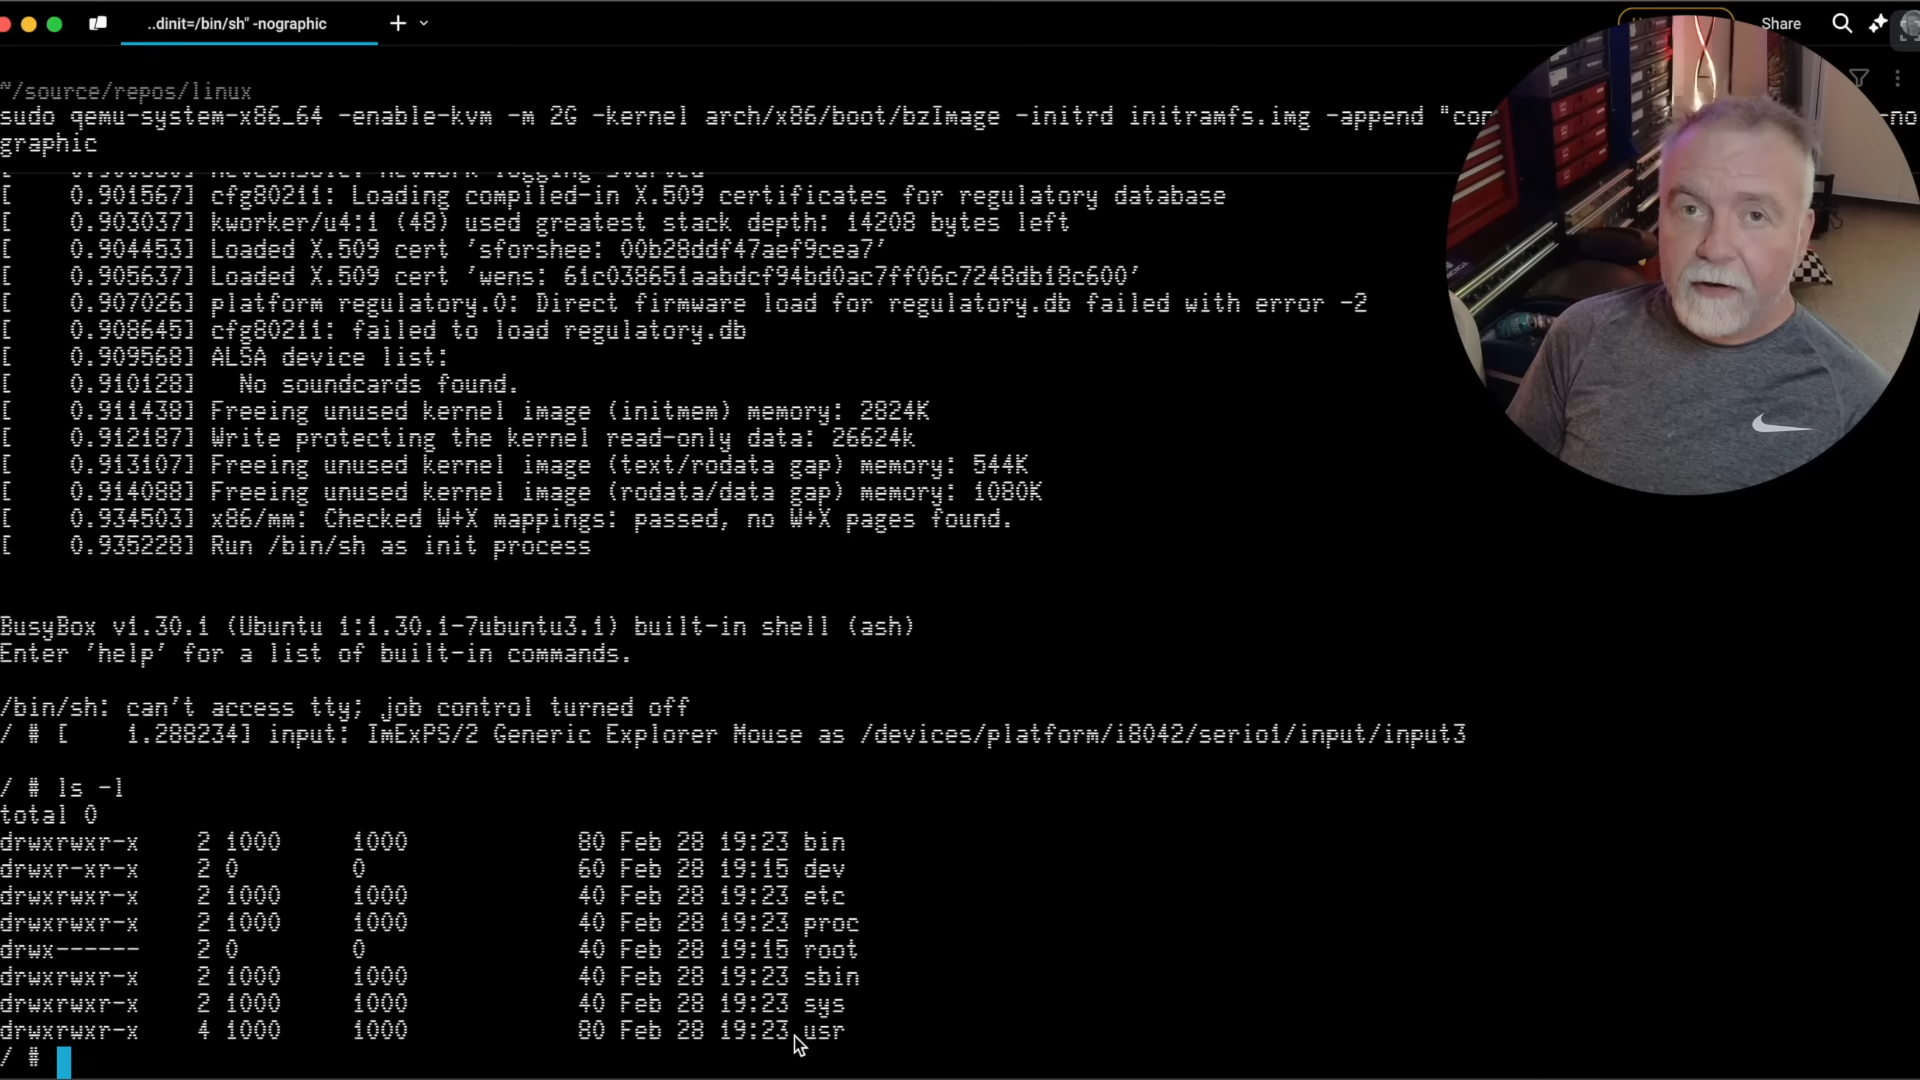 ..dinit=/bin/sh" -nographic
Share
~/source/repos/linux
sudo qemu-system-x86_64 -enable-kvm -m 2G -kernel arch/x86/boot/bzImage -initrd initramfs.img -append "con -no
graphic
[    0.901567] cfg80211: Loading compiled-in X.509 certificates for regulatory database
[    0.903037] kworker/u4:1 (48) used greatest stack depth: 14208 bytes left
[    0.904453] Loaded X.509 cert 'sforshee: 00b28ddf47aef9cea7'
[    0.905637] Loaded X.509 cert 'wens: 61c038651aabdcf94bd0ac7ff06c7248db18c600'
[    0.907026] platform regulatory.0: Direct firmware load for regulatory.db failed with error -2
[    0.908645] cfg80211: failed to load regulatory.db
[    0.909568] ALSA device list:
[    0.910128]   No soundcards found.
[    0.911438] Freeing unused kernel image (initmem) memory: 2824K
[    0.912187] Write protecting the kernel read-only data: 26624k
[    0.913107] Freeing unused kernel image (text/rodata gap) memory: 544K
[    0.914088] Freeing unused kernel image (rodata/data gap) memory: 1080K
[    0.934503] x86/mm: Checked W+X mappings: passed, no W+X pages found.
[    0.935228] Run /bin/sh as init process
BusyBox v1.30.1 (Ubuntu 1:1.30.1-7ubuntu3.1) built-in shell (ash)
Enter 'help' for a list of built-in commands.
/bin/sh: can't access tty; job control turned off
/ # [    1.288234] input: ImExPS/2 Generic Explorer Mouse as /devices/platform/i8042/serio1/input/input3
/ # ls -l
total 0
drwxrwxr-x    2 1000     1000            80 Feb 28 19:23 bin
drwxr-xr-x    2 0        0               60 Feb 28 19:15 dev
drwxrwxr-x    2 1000     1000            40 Feb 28 19:23 etc
drwxrwxr-x    2 1000     1000            40 Feb 28 19:23 proc
drwx------    2 0        0               40 Feb 28 19:15 root
drwxrwxr-x    2 1000     1000            40 Feb 28 19:23 sbin
drwxrwxr-x    2 1000     1000            40 Feb 28 19:23 sys
drwxrwxr-x    4 1000     1000            80 Feb 28 19:23 usr
/ #